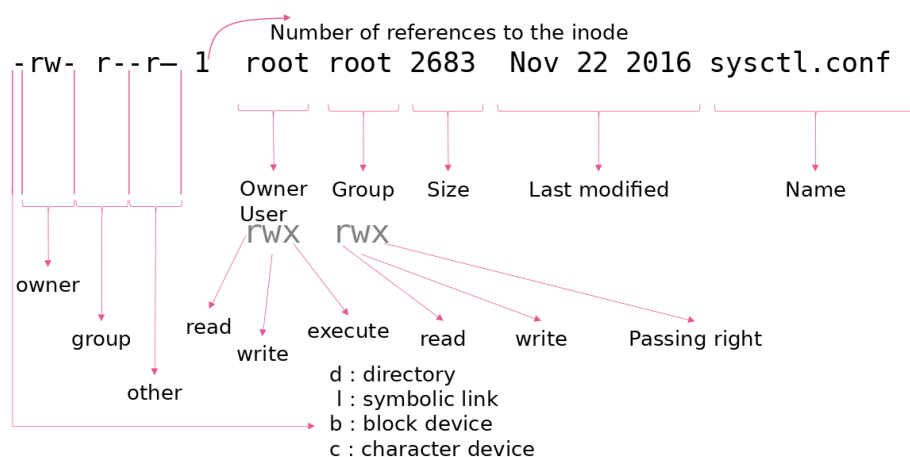 Number of references to the inode
-rw- r--r— 1 root root 2683 Nov 22 2016 sysctl.conf
Owner Group Size Last modified Name
User
rwx rwx
owner
read write execute read write Passing right
group
other
d : directory
l : symbolic link
b : block device
c : character device